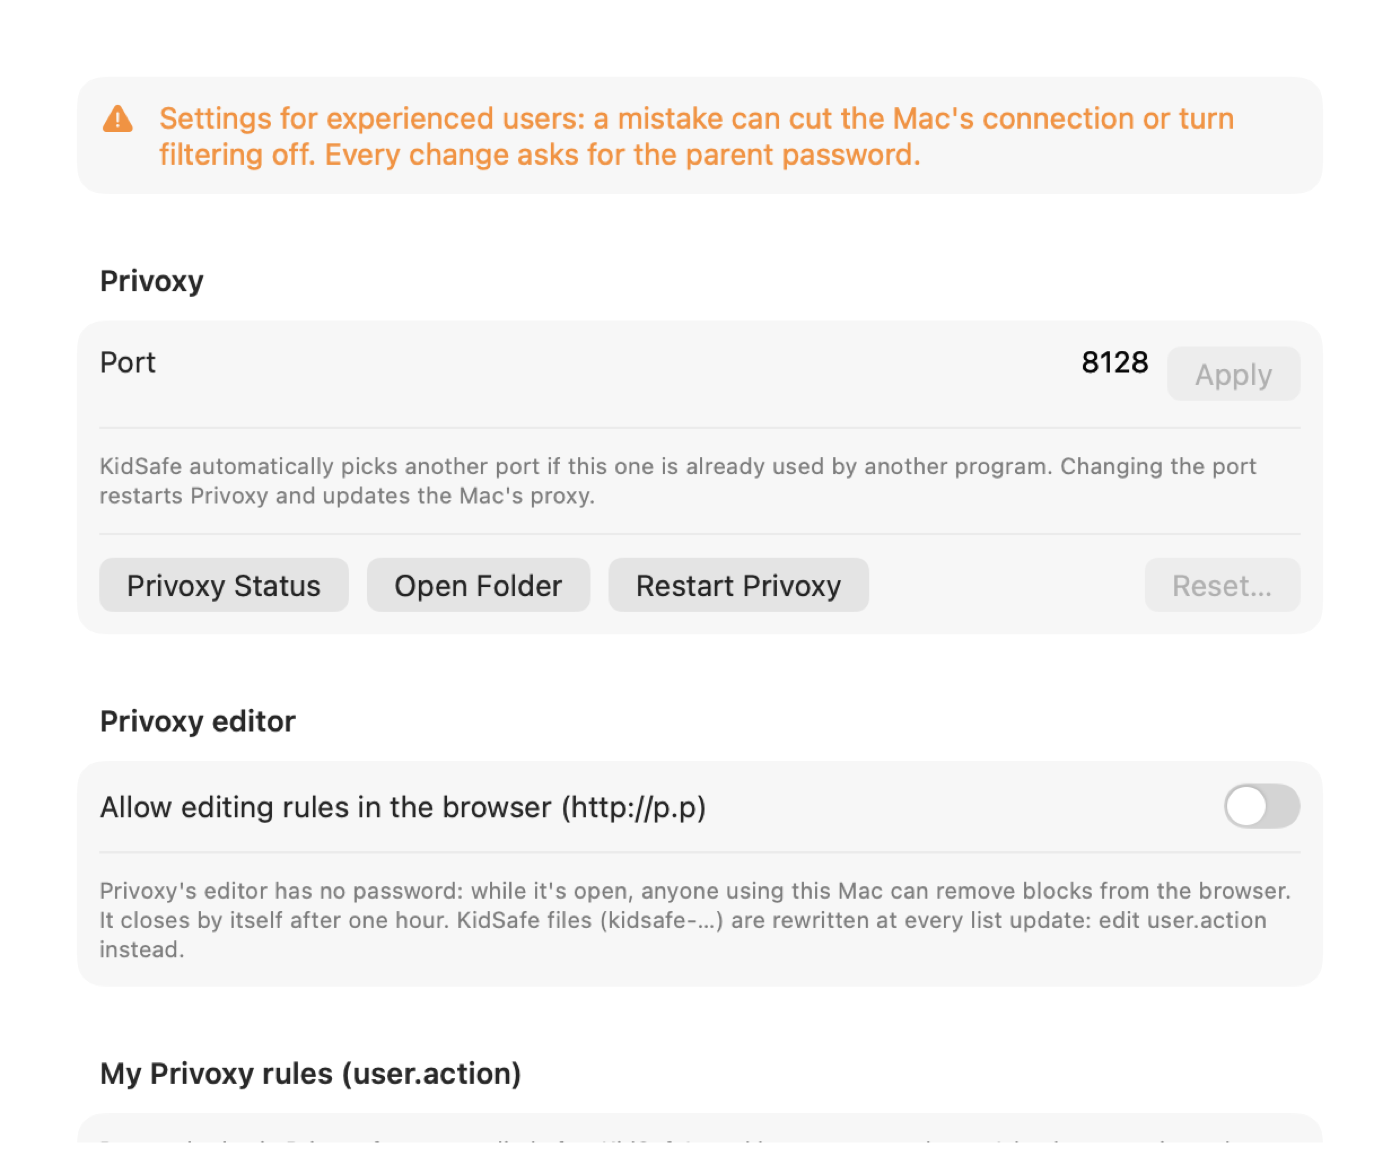 Settings for experienced users: a mistake can cut the Mac's connection or turn
filtering off. Every change asks for the parent password.
Privoxy
Port 8128 Apply
KidSafe automatically picks another port if this one is already used by another program. Changing the port
restarts Privoxy and updates the Mac's proxy.
Privoxy Status Open Folder Restart Privoxy Reset...
Privoxy editor
Allow editing rules in the browser (http://p.p)
Privoxy's editor has no password: while it's open, anyone using this Mac can remove blocks from the browser.
It closes by itself after one hour. KidSafe files (kidsafe-...) are rewritten at every list update: edit user.action
instead.
My Privoxy rules (user.action)